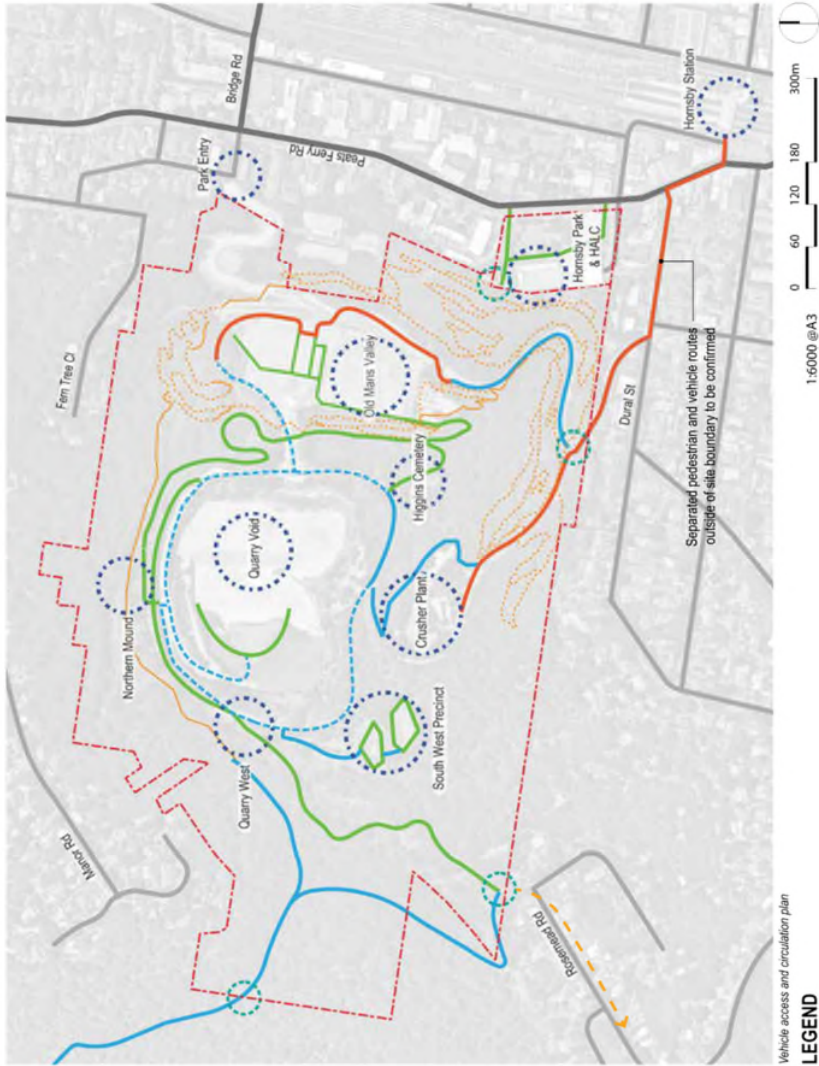 Manor Rd
Fern Tree Cl
Bridge Rd
Park Entry
Peats Ferry Rd
Northern Mound
Quarry Void
Quarry West
Old Mans Valley
Higgins Cemetery
Crusher Plant
South West Precinct
Hornsby Park
& HALC
Hornsby Station
Dural St
Rosemead Rd
Separated pedestrian and vehicle routes
outside of site boundary to be confirmed
Vehicle access and circulation plan
LEGEND
1:6000 @A3
0 60 120 180 300m